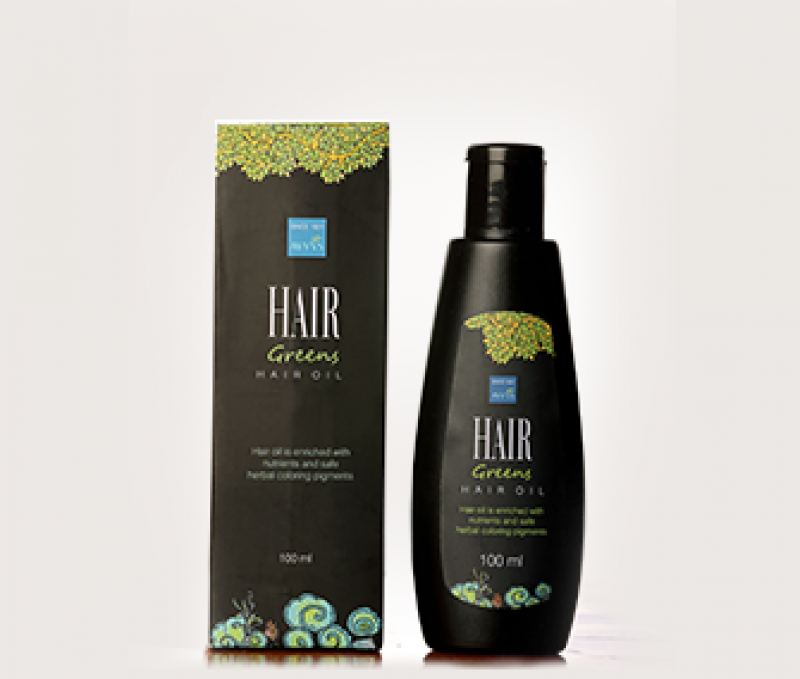 HAIR
Greens
HAIR OIL
Hair oil is enriched with
nutrients and safe
herbal coloring pigments
100 ml
HAIR
Greens
HAIR OIL
Hair oil is enriched with
nutrients and safe
herbal coloring pigments
100 ml